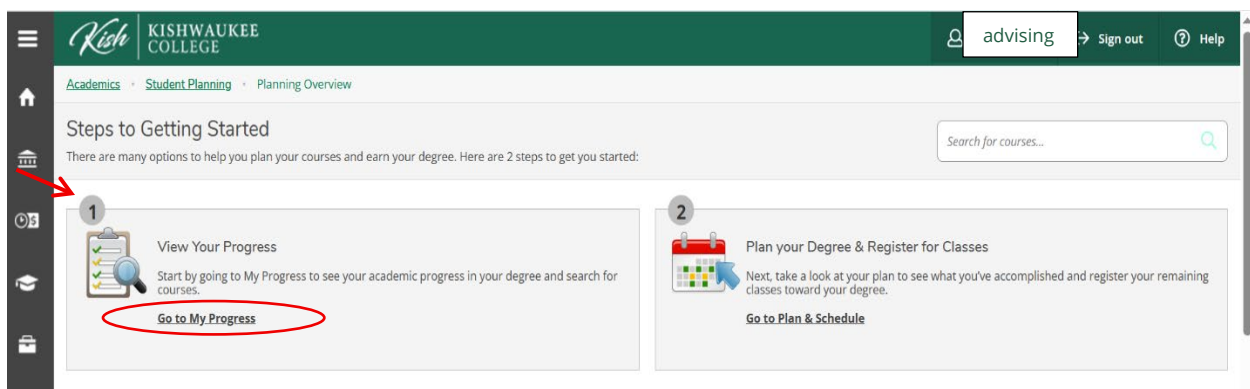 Kish KISHWAUKEE COLLEGE
advising
Sign out
Help
Academics · Student Planning · Planning Overview
Steps to Getting Started
There are many options to help you plan your courses and earn your degree. Here are 2 steps to get you started:
Search for courses...
1
View Your Progress
Start by going to My Progress to see your academic progress in your degree and search for
courses.
Go to My Progress
2
Plan your Degree & Register for Classes
Next, take a look at your plan to see what you've accomplished and register your remaining
classes toward your degree.
Go to Plan & Schedule